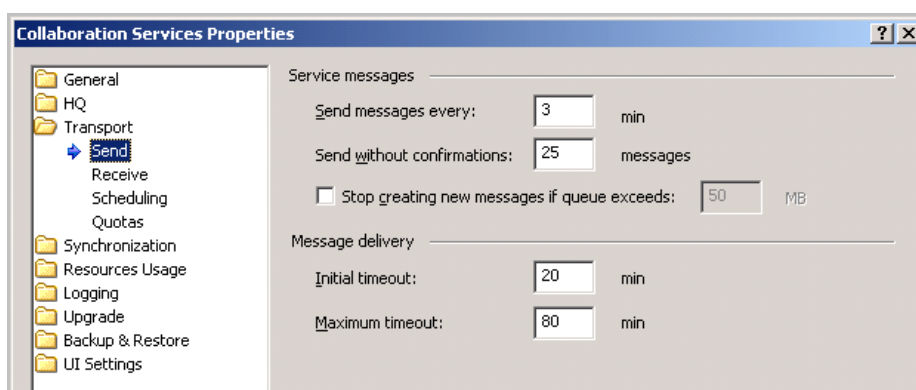 Collaboration Services Properties
General
HQ
Transport
Send
Receive
Scheduling
Quotas
Synchronization
Resources Usage
Logging
Upgrade
Backup & Restore
UI Settings
Service messages
Send messages every: 3 min
Send without confirmations: 25 messages
Stop creating new messages if queue exceeds: 50 MB
Message delivery
Initial timeout: 20 min
Maximum timeout: 80 min